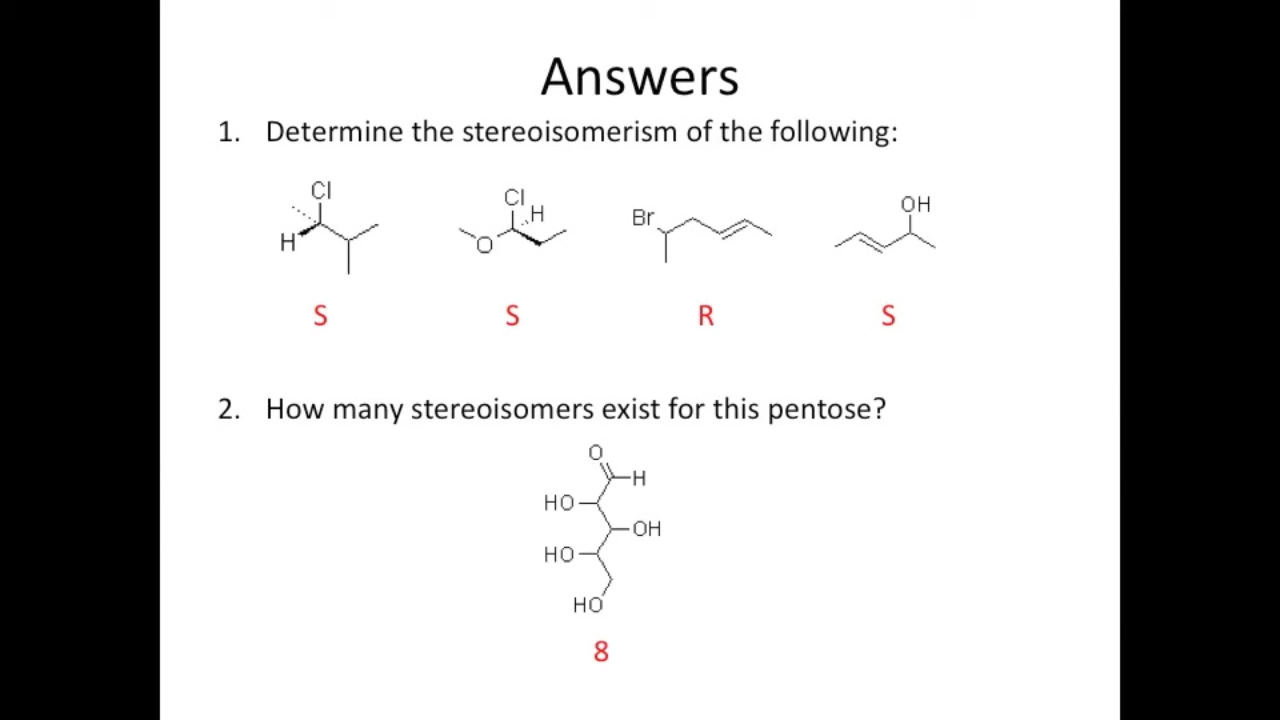 Answers
1. Determine the stereoisomerism of the following:
Cl Cl H Br OH
H O
S S R S
2. How many stereoisomers exist for this pentose?
O
H
HO
OH
HO
HO
8